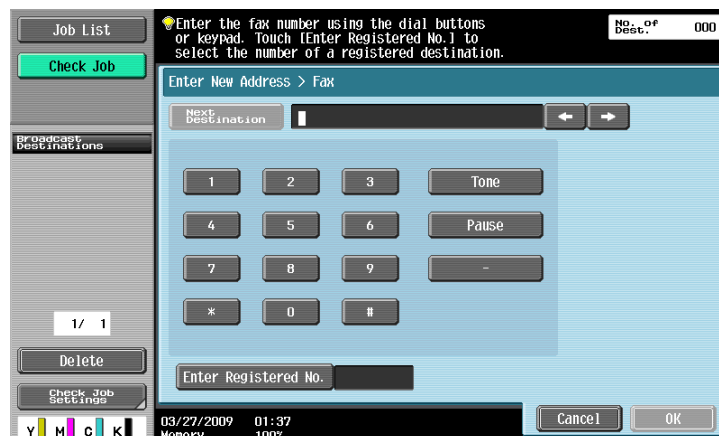 Job List
Check Job
Broadcast
Destinations
1/ 1
Delete
Check Job
Settings
Y M C K
Enter the fax number using the dial buttons
or keypad. Touch [Enter Registered No.] to
select the number of a registered destination.
No. of
Dest. 000
Enter New Address > Fax
Next
Destination
← →
1 2 3 Tone
4 5 6 Pause
7 8 9 -
* 0 #
Enter Registered No.
03/27/2009 01:37
Memory 100%
Cancel OK